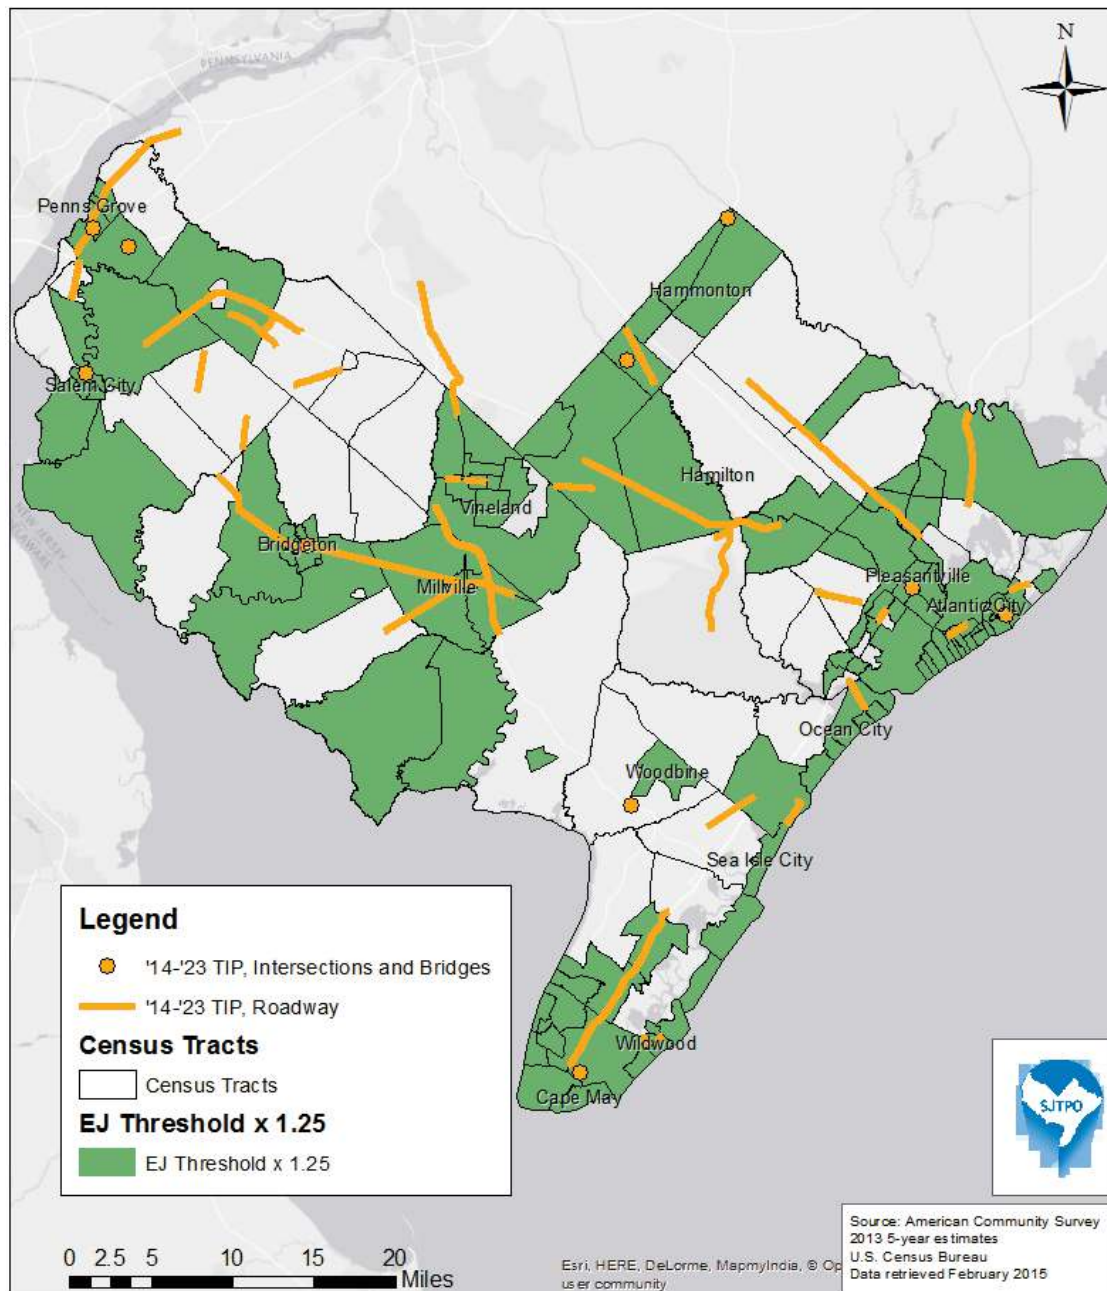 N
PENNSYLVANIA
Penns Grove
Hammonton
Salem City
Hamilton
Vineland
Bridgeton
Millville
Pleasantville
Atlantic City
NEW JERSEY
Ocean City
Woodbine
Sea Isle City
Wildwood
Cape May
Legend
'14-'23 TIP, Intersections and Bridges
'14-'23 TIP, Roadway
Census Tracts
Census Tracts
EJ Threshold x 1.25
EJ Threshold x 1.25
SJTPO
Source: American Community Survey
2013 5-year estimates
U.S. Census Bureau
Data retrieved February 2015
0 2.5 5 10 15 20
Miles
Esri, HERE, DeLorme, MapmyIndia, © Op
user community